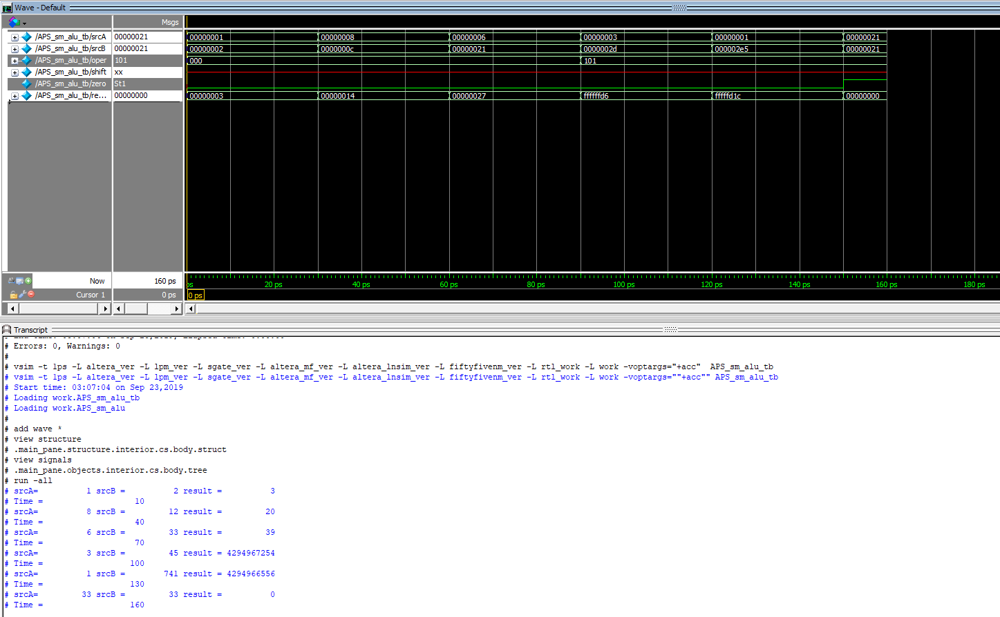 Wave - Default
Msgs
/APS_sm_alu_tb/srcA 00000021 00000001 00000008 00000006 00000003 00000001 00000021
/APS_sm_alu_tb/srcB 00000021 00000002 0000000c 00000021 0000002d 000002e5 00000021
/APS_sm_alu_tb/oper 101 000 101
/APS_sm_alu_tb/shift xx
/APS_sm_alu_tb/zero St1
/APS_sm_alu_tb/re... 00000000 00000003 00000014 00000027 ffffffd6 fffffd1c 00000000
Now 160 ps ps 20 ps 40 ps 60 ps 80 ps 100 ps 120 ps 140 ps 160 ps 180 ps
Cursor 1 0 ps 0 ps
Transcript
# Errors: 0, Warnings: 0
#
# vsim -t 1ps -L altera_ver -L lpm_ver -L sgate_ver -L altera_mf_ver -L altera_lnsim_ver -L fiftyfivenm_ver -L rtl_work -L work -voptargs="+acc"  APS_sm_alu_tb
# vsim -t 1ps -L altera_ver -L lpm_ver -L sgate_ver -L altera_mf_ver -L altera_lnsim_ver -L fiftyfivenm_ver -L rtl_work -L work -voptargs=""+acc"" APS_sm_alu_tb
# Start time: 03:07:04 on Sep 23,2019
# Loading work.APS_sm_alu_tb
# Loading work.APS_sm_alu
#
# add wave *
# view structure
# .main_pane.structure.interior.cs.body.struct
# view signals
# .main_pane.objects.interior.cs.body.tree
# run -all
# srcA=          1 srcB =          2 result =          3
# Time =                   10
# srcA=          8 srcB =         12 result =         20
# Time =                   40
# srcA=          6 srcB =         33 result =         39
# Time =                   70
# srcA=          3 srcB =         45 result = 4294967254
# Time =                  100
# srcA=          1 srcB =        741 result = 4294966556
# Time =                  130
# srcA=         33 srcB =         33 result =          0
# Time =                  160